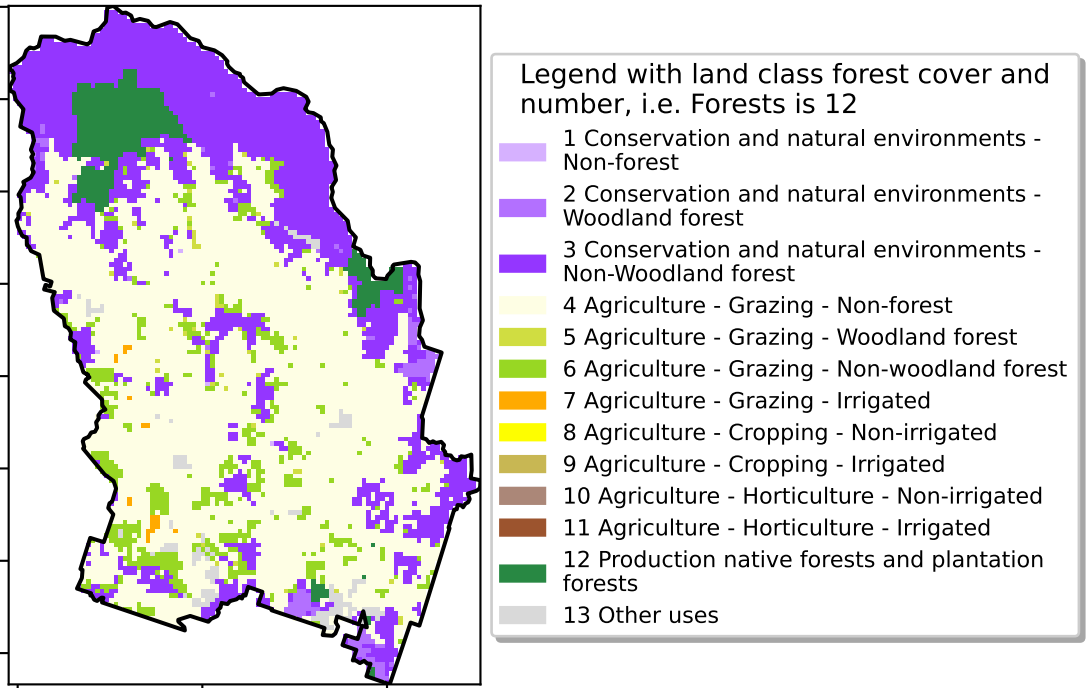 Legend with land class forest cover and
number, i.e. Forests is 12
1 Conservation and natural environments -
Non-forest
2 Conservation and natural environments -
Woodland forest
3 Conservation and natural environments -
Non-Woodland forest
4 Agriculture - Grazing - Non-forest
5 Agriculture - Grazing - Woodland forest
6 Agriculture - Grazing - Non-woodland forest
7 Agriculture - Grazing - Irrigated
8 Agriculture - Cropping - Non-irrigated
9 Agriculture - Cropping - Irrigated
10 Agriculture - Horticulture - Non-irrigated
11 Agriculture - Horticulture - Irrigated
12 Production native forests and plantation
forests
13 Other uses